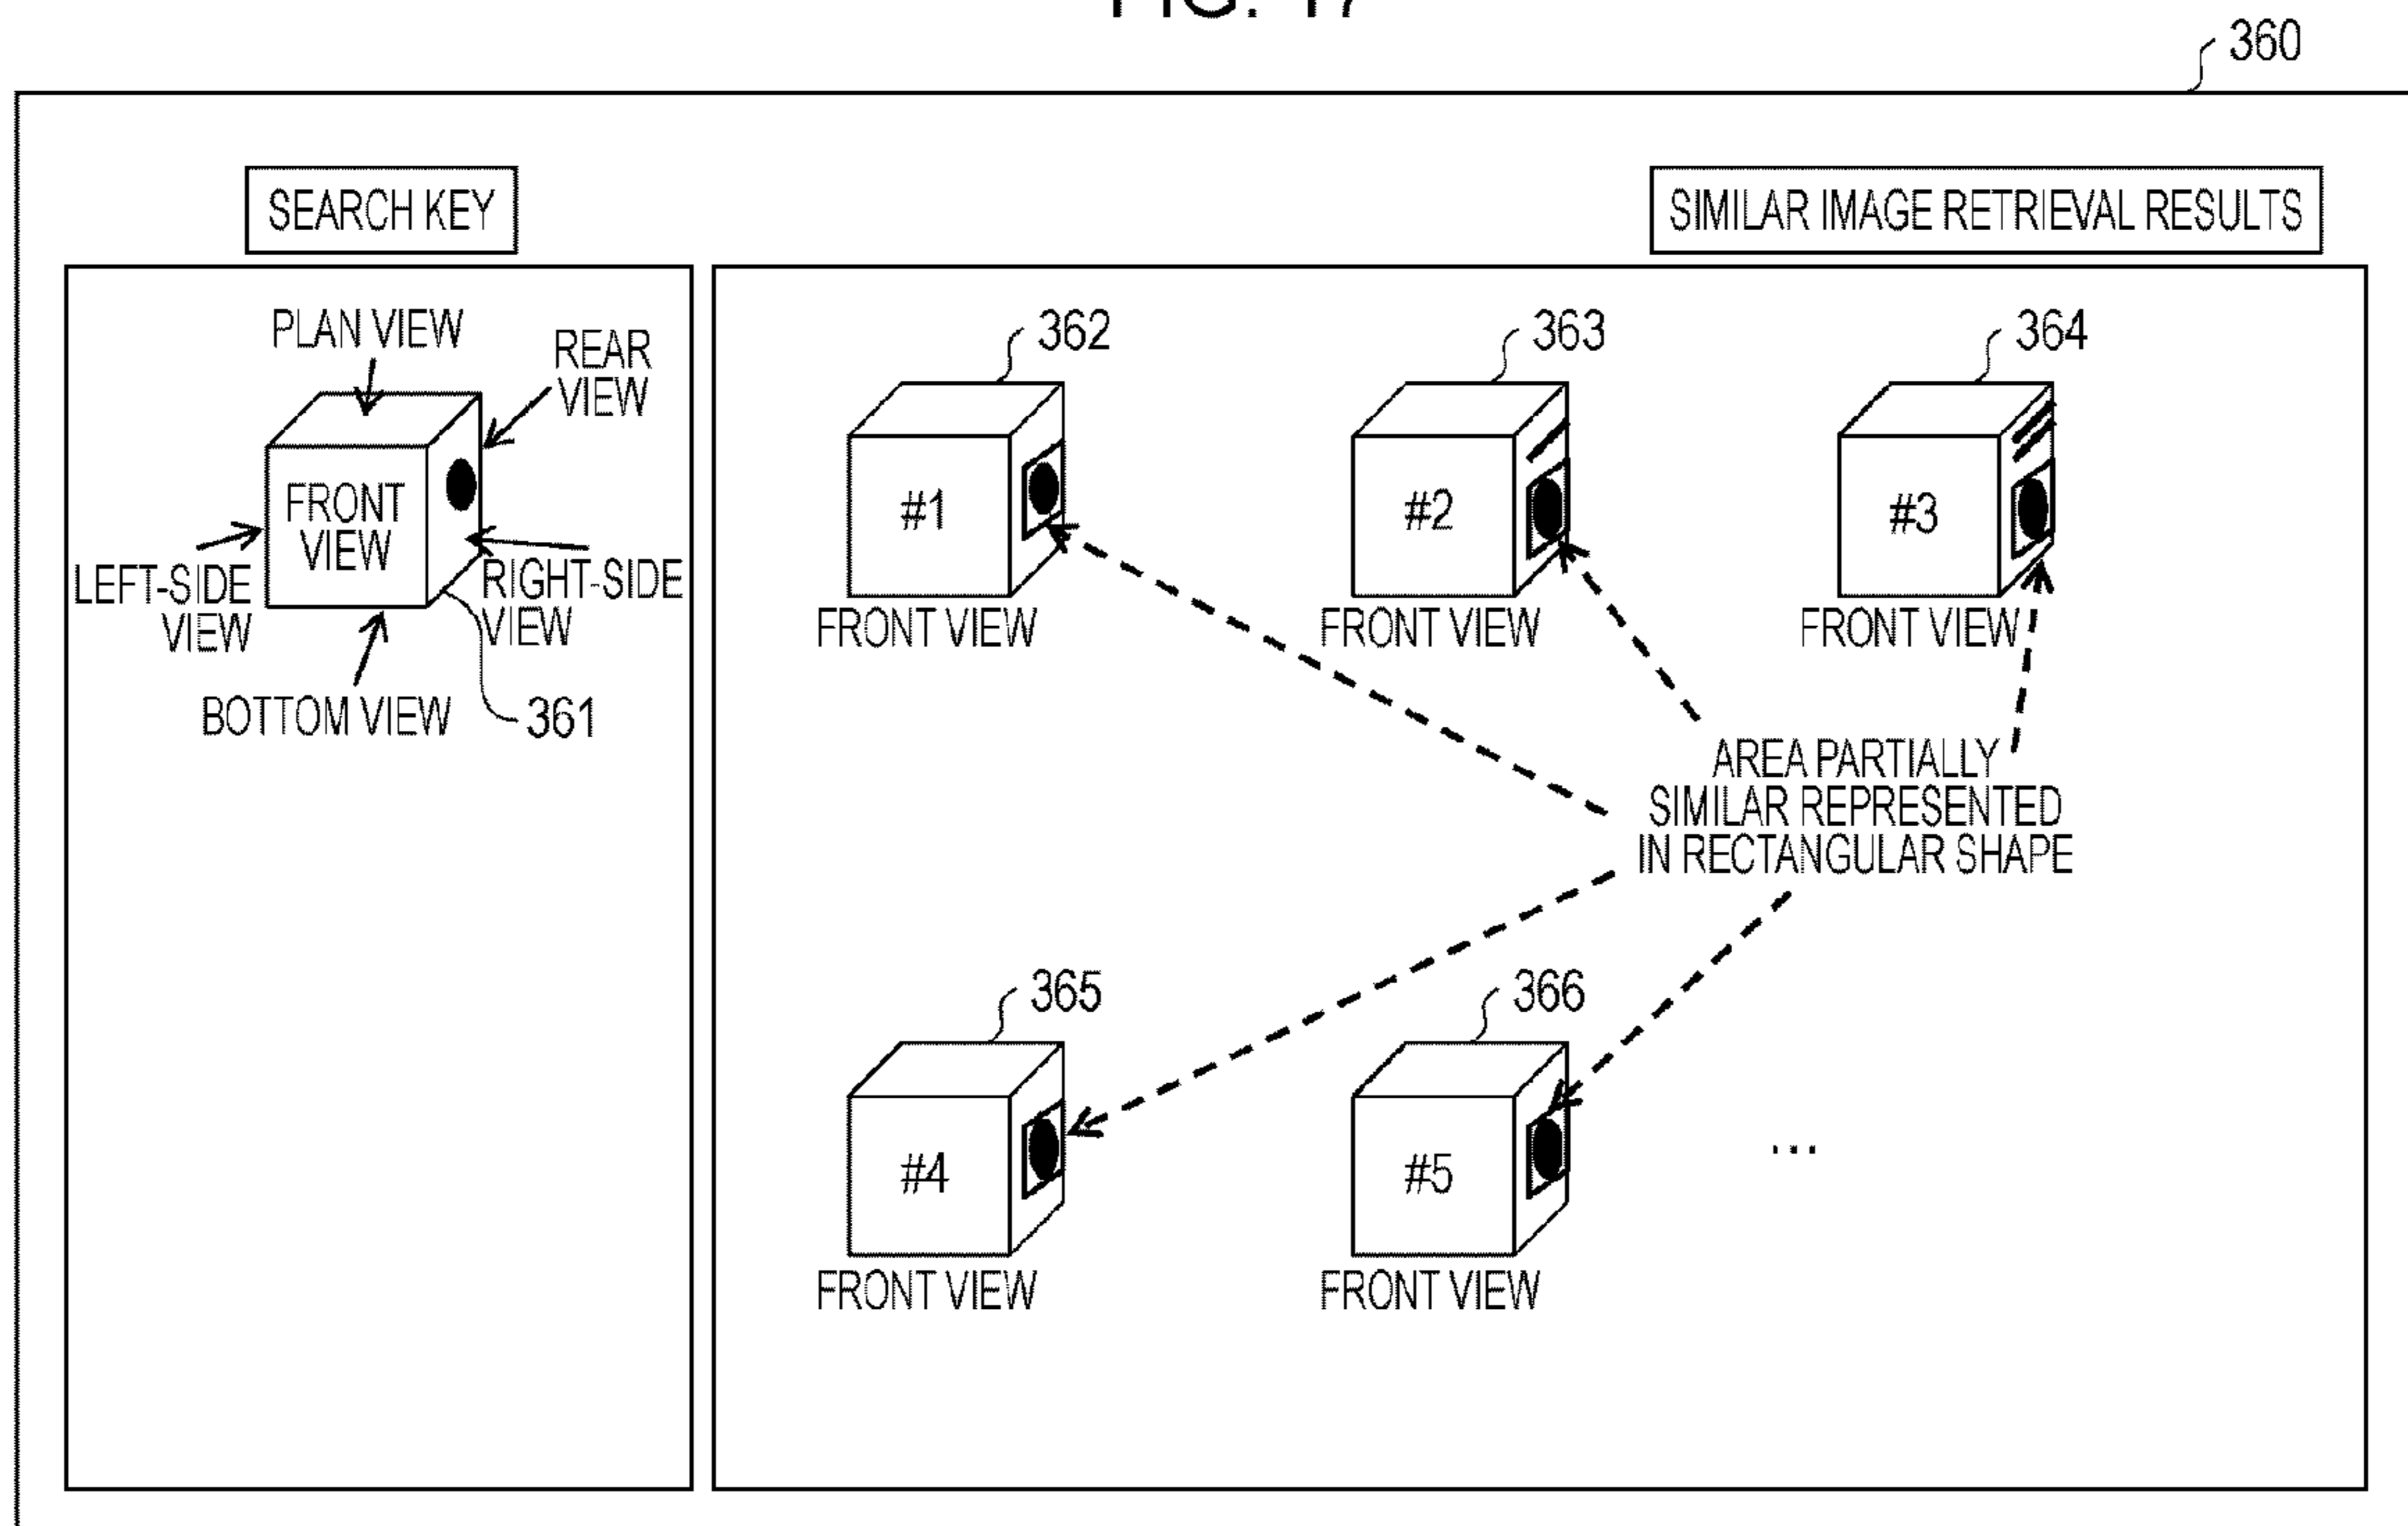 FIG. 17
360
SEARCH KEY
SIMILAR IMAGE RETRIEVAL RESULTS
PLAN VIEW
REAR
VIEW
FRONT
VIEW
LEFT-SIDE
VIEW
RIGHT-SIDE
VIEW
BOTTOM VIEW
361
362
363
364
#1
#2
#3
FRONT VIEW
FRONT VIEW
FRONT VIEW
AREA PARTIALLY
SIMILAR REPRESENTED
IN RECTANGULAR SHAPE
365
366
#4
#5
...
FRONT VIEW
FRONT VIEW